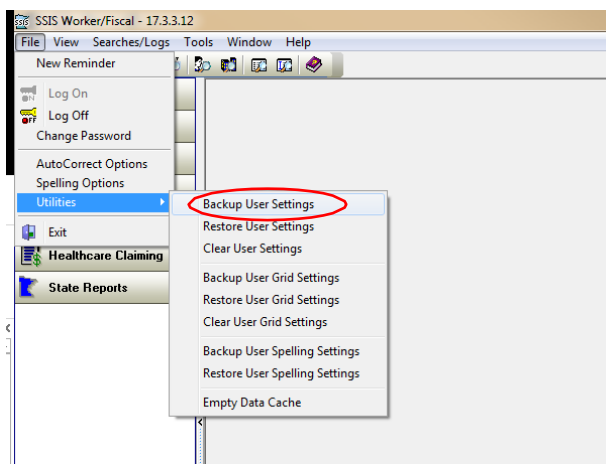 SSIS Worker/Fiscal - 17.3.3.12
File View Searches/Logs Tools Window Help
New Reminder
Log On
Log Off
Change Password
AutoCorrect Options
Spelling Options
Utilities
Exit
Backup User Settings
Restore User Settings
Clear User Settings
Backup User Grid Settings
Restore User Grid Settings
Clear User Grid Settings
Backup User Spelling Settings
Restore User Spelling Settings
Empty Data Cache
Healthcare Claiming
State Reports